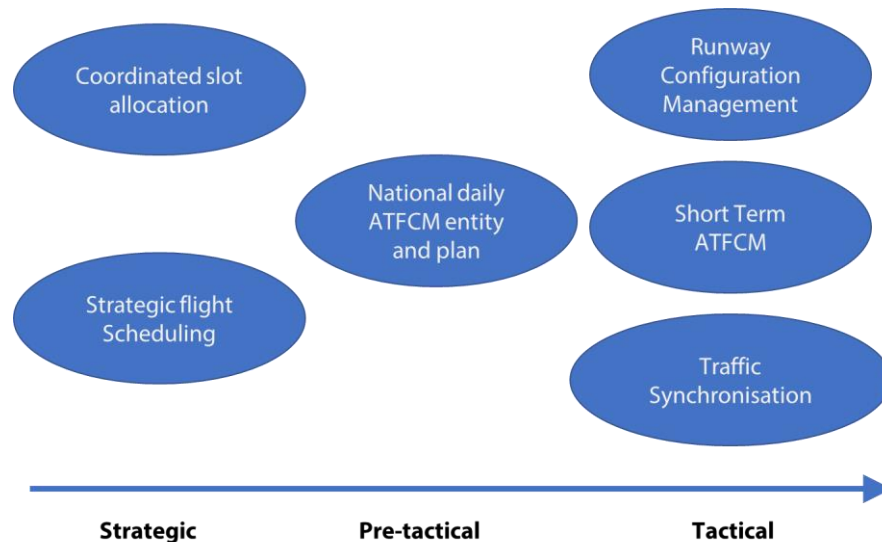 Coordinated slot
allocation
Strategic flight
Scheduling
National daily
ATFCM entity
and plan
Runway
Configuration
Management
Short Term
ATFCM
Traffic
Synchronisation
Strategic
Pre-tactical
Tactical